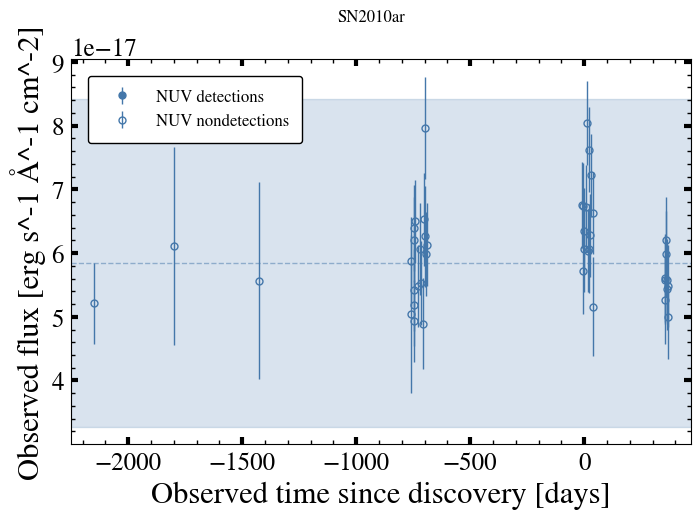 SN2010ar
1e−17
NUV detections
NUV nondetections
9
8
7
6
5
4
Observed flux [erg s^-1 Å^-1 cm^-2]
−2000 −1500 −1000 −500 0
Observed time since discovery [days]